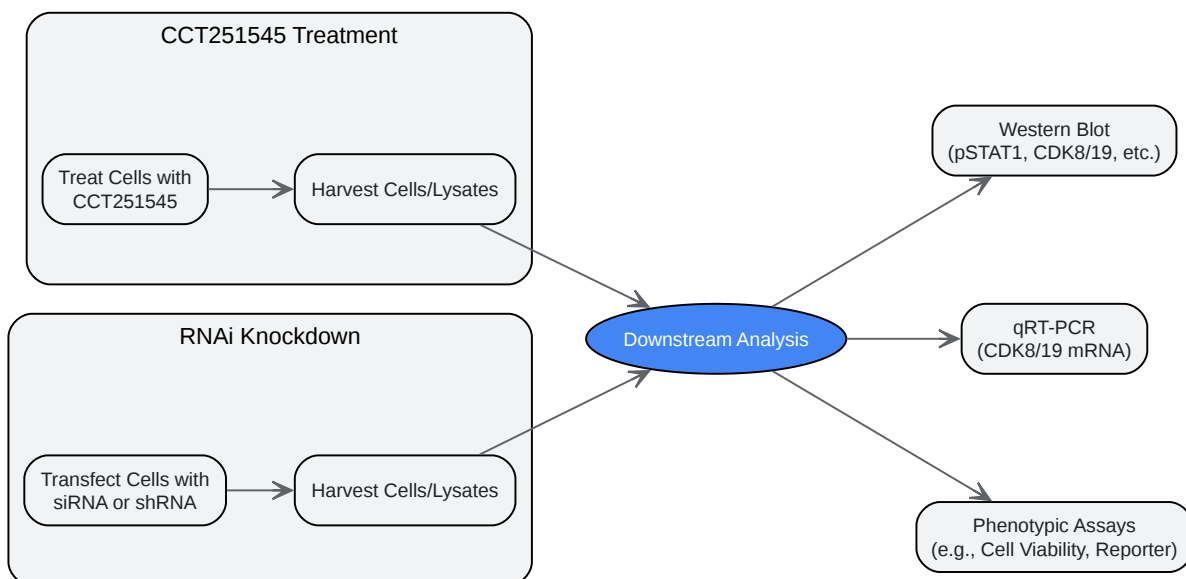 CCT251545 Treatment
Treat Cells with
CCT251545
Harvest Cells/Lysates
RNAi Knockdown
Transfect Cells with
siRNA or shRNA
Harvest Cells/Lysates
Downstream Analysis
Western Blot
(pSTAT1, CDK8/19, etc.)
qRT-PCR
(CDK8/19 mRNA)
Phenotypic Assays
(e.g., Cell Viability, Reporter)